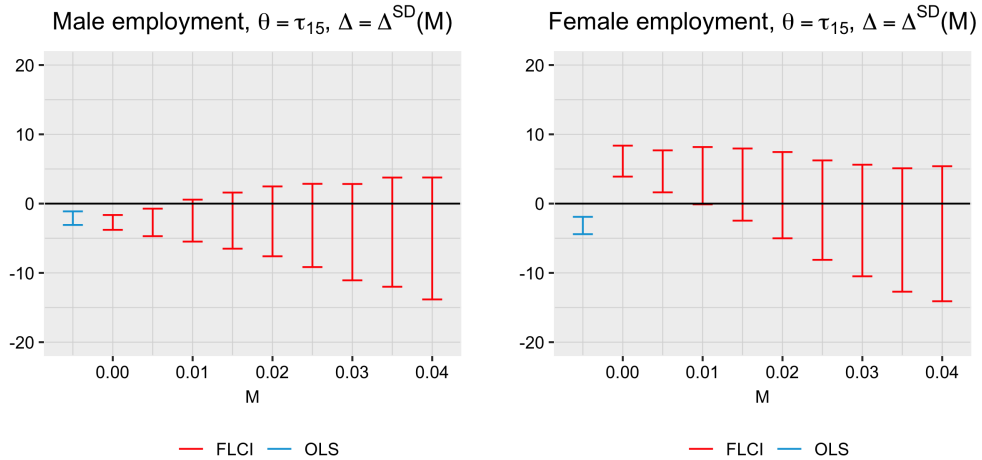 Male employment, θ = τ₁₅, Δ = Δˢᴰ(M)
20
10
0
-10
-20
0.00 0.01 0.02 0.03 0.04
M
FLCI OLS
Female employment, θ = τ₁₅, Δ = Δˢᴰ(M)
20
10
0
-10
-20
0.00 0.01 0.02 0.03 0.04
M
FLCI OLS